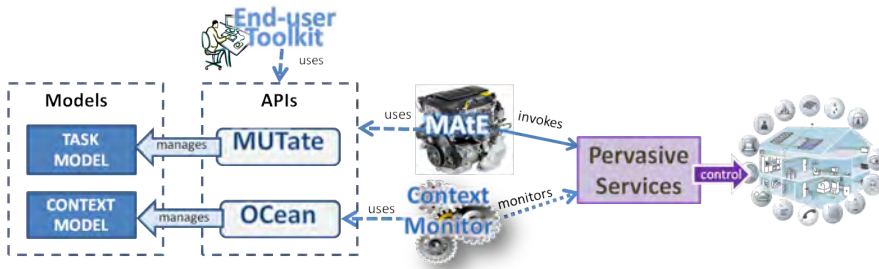 End-user
Toolkit
uses
Models
APIs
TASK
MODEL
manages
MUTate
uses
MAtE
invokes
Pervasive
Services
control
CONTEXT
MODEL
manages
OCean
uses
Context
Monitor
monitors